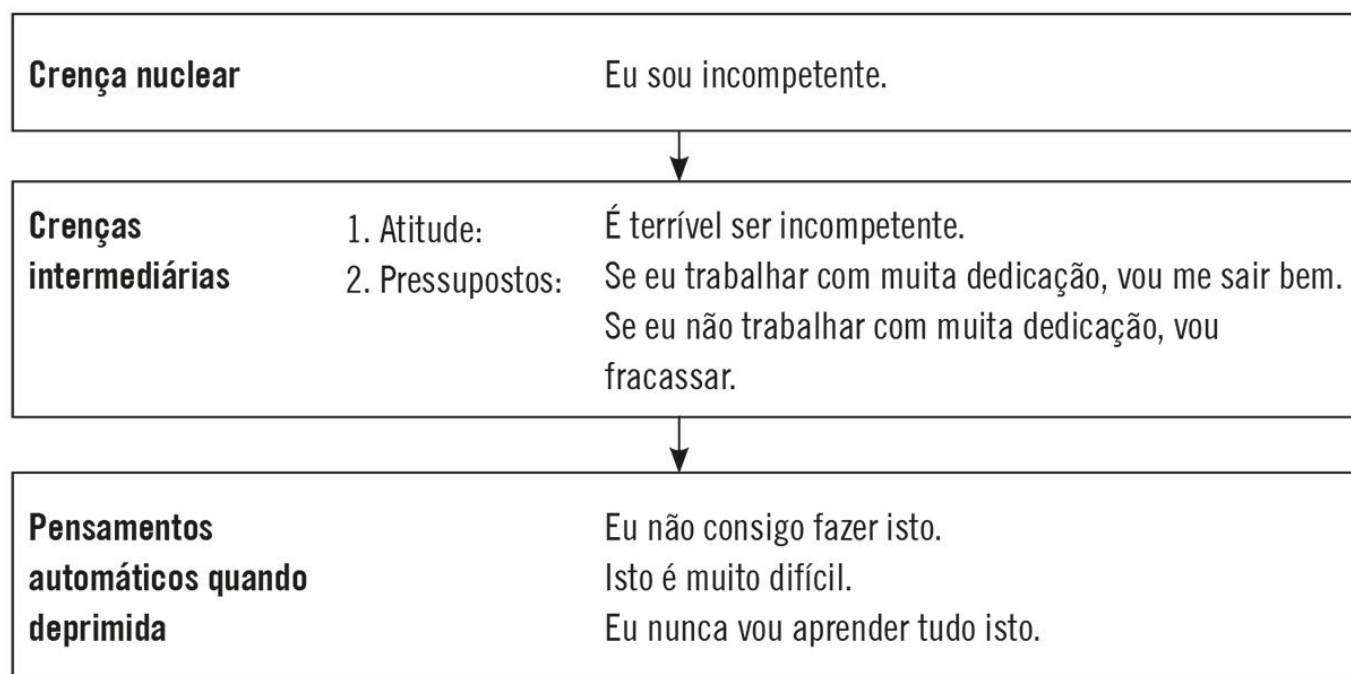 Crença nuclear Eu sou incompetente.
Crenças 1. Atitude: É terrível ser incompetente.
intermediárias 2. Pressupostos: Se eu trabalhar com muita dedicação, vou me sair bem.
Se eu não trabalhar com muita dedicação, vou
fracassar.
Pensamentos Eu não consigo fazer isto.
automáticos quando Isto é muito difícil.
deprimida Eu nunca vou aprender tudo isto.